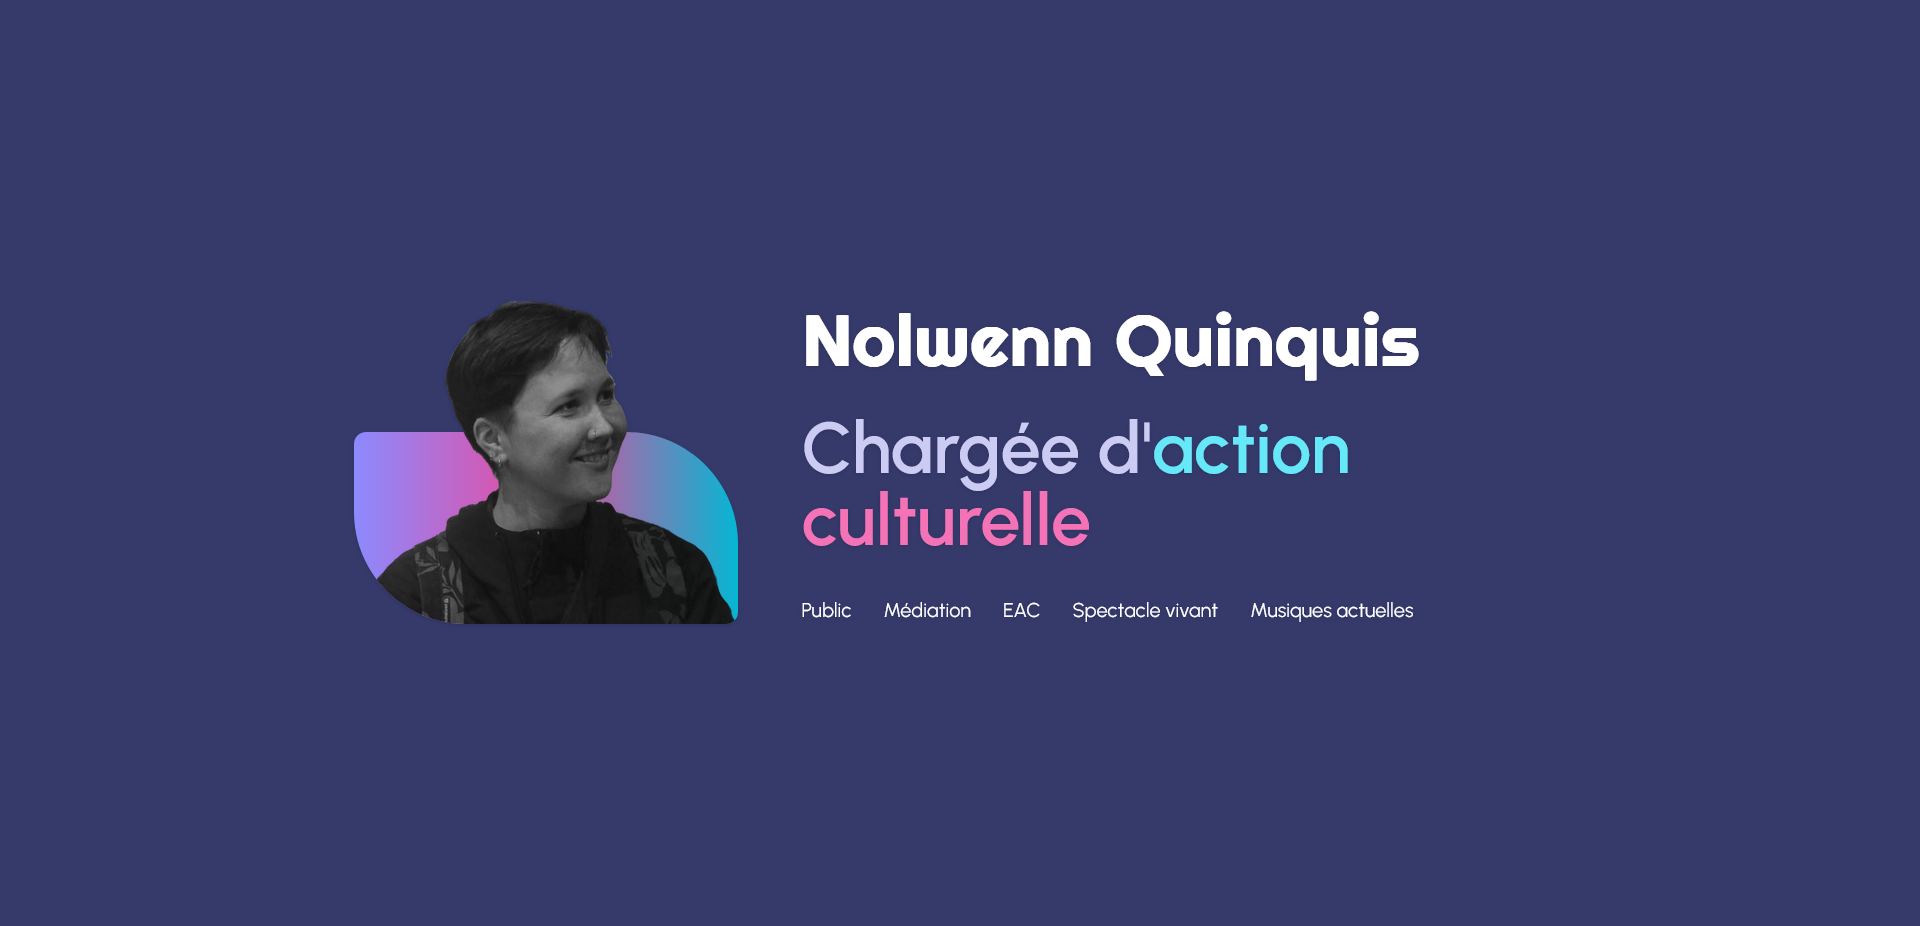 Nolwenn Quinquis
Chargée d'action
culturelle
Public Médiation EAC Spectacle vivant Musiques actuelles